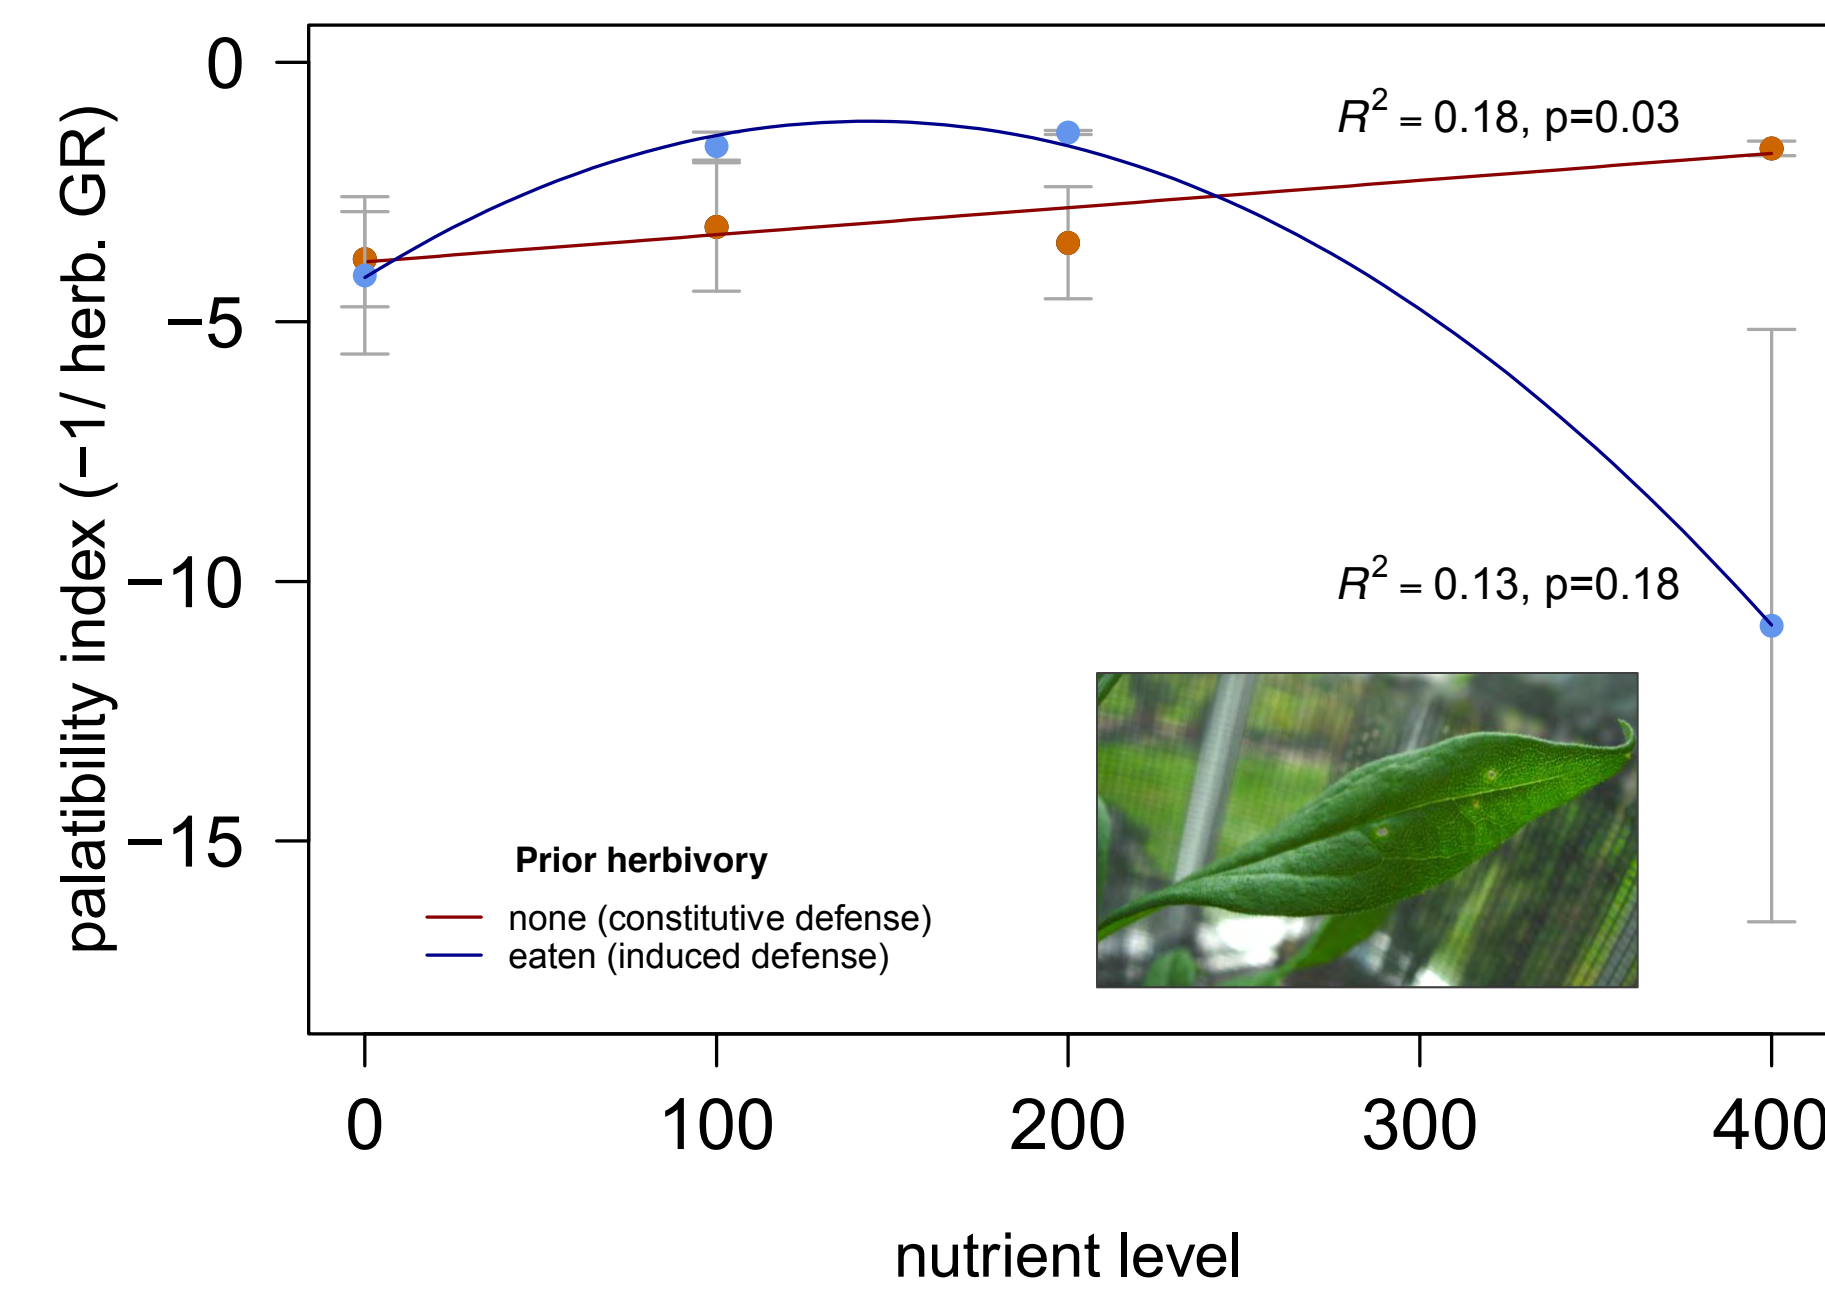 palatibility index (−1/ herb. GR)
0
−5
−10
−15
R² = 0.18, p=0.03
R² = 0.13, p=0.18
Prior herbivory
none (constitutive defense)
eaten (induced defense)
0 100 200 300 400
nutrient level